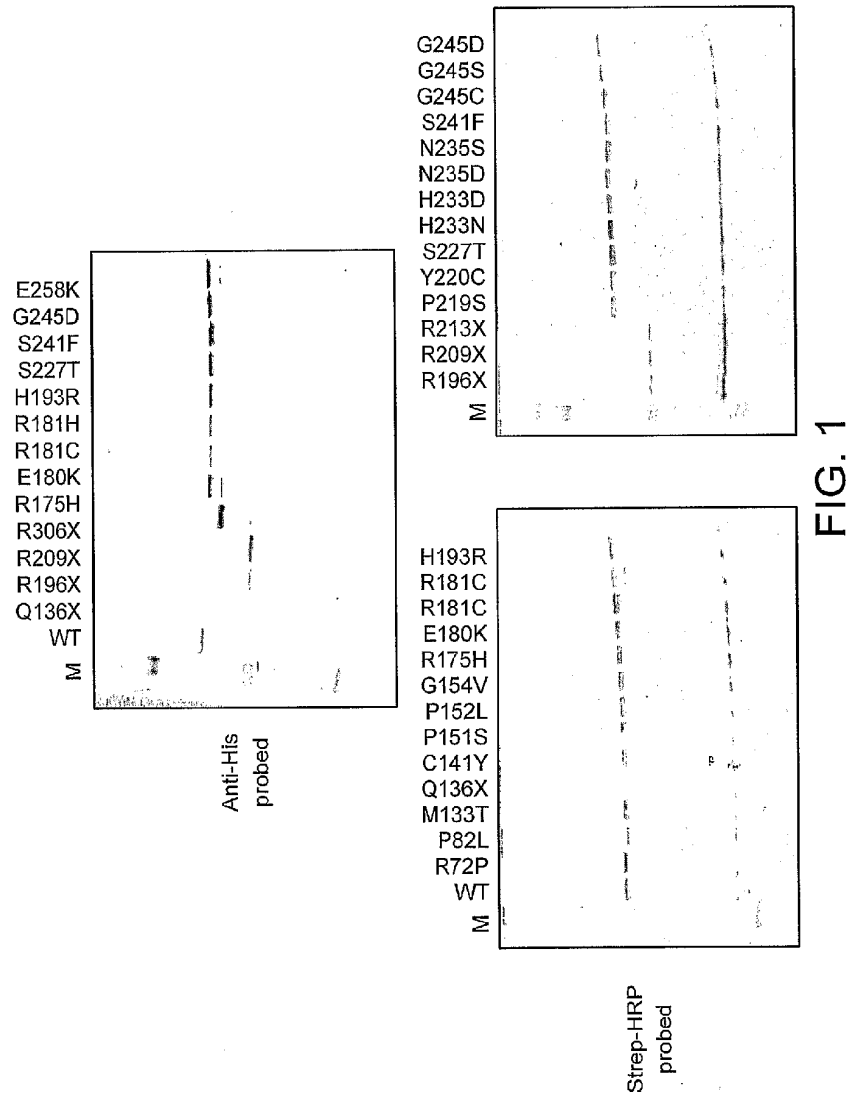 E258K
G245D
S241F
S227T
H193R
R181H
R181C
E180K
R175H
R306X
R209X
R196X
Q136X
WT
M
Anti-His
probed
G245D
G245S
G245C
S241F
N235S
N235D
H233D
H233N
S227T
Y220C
P219S
R213X
R209X
R196X
M
H193R
R181C
R181C
E180K
R175H
G154V
P152L
P151S
C141Y
Q136X
M133T
P82L
R72P
WT
M
Strep-HRP
probed
FIG. 1